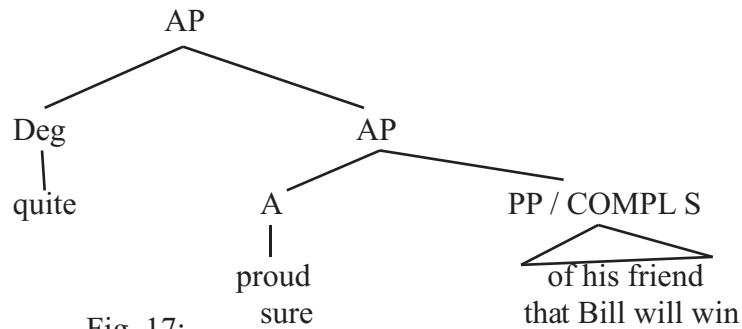 AP
Deg AP
quite A PP / COMPL S
proud of his friend
Fig. 17: sure that Bill will win